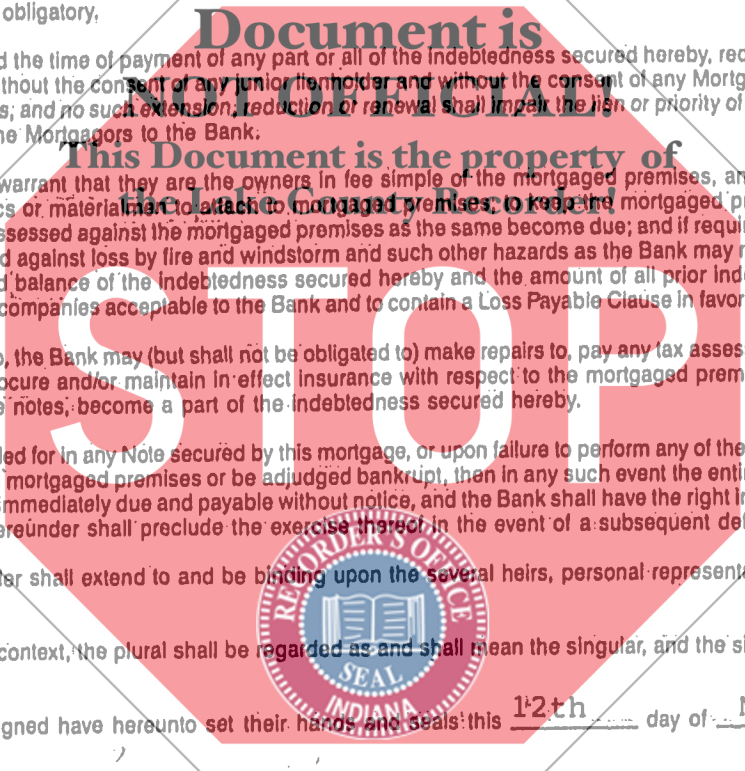 obligatory,
Document is
d the time of payment of any part or all of the indebtedness secured hereby, rec
thout the consent of any junior lienholder and without the consent of any Mortg
NOT OFFICIAL!
s; and no such extension, reduction or renewal shall impair the lien or priority of
he Mortgagors to the Bank.
This Document is the property of
warrant that they are the owners in fee simple of the mortgaged premises, an
the Lake County Recorder!
cs or materialmen to attach to mortgaged premises; to keep the mortgaged p
ssessed against the mortgaged premises as the same become due; and if requi
d against loss by fire and windstorm and such other hazards as the Bank may r
d balance of the indebtedness secured hereby and the amount of all prior ind
companies acceptable to the Bank and to contain a Loss Payable Clause in favor
STOP
o, the Bank may (but shall not be obligated to) make repairs to, pay any tax asses
ocure and/or maintain in effect insurance with respect to the mortgaged prem
e notes, become a part of the indebtedness secured hereby.
led for in any Note secured by this mortgage, or upon failure to perform any of the
mortgaged premises or be adjudged bankrupt, then in any such event the enti
immediately due and payable without notice, and the Bank shall have the right i
ereunder shall preclude the exercise thereof in the event of a subsequent def
RECORDER'S OFFICE
er shall extend to and be binding upon the several heirs, personal representa
context, the plural shall be regarded as and shall mean the singular, and the si
SEAL
INDIANA
igned have hereunto set their hands and seals this 12th day of